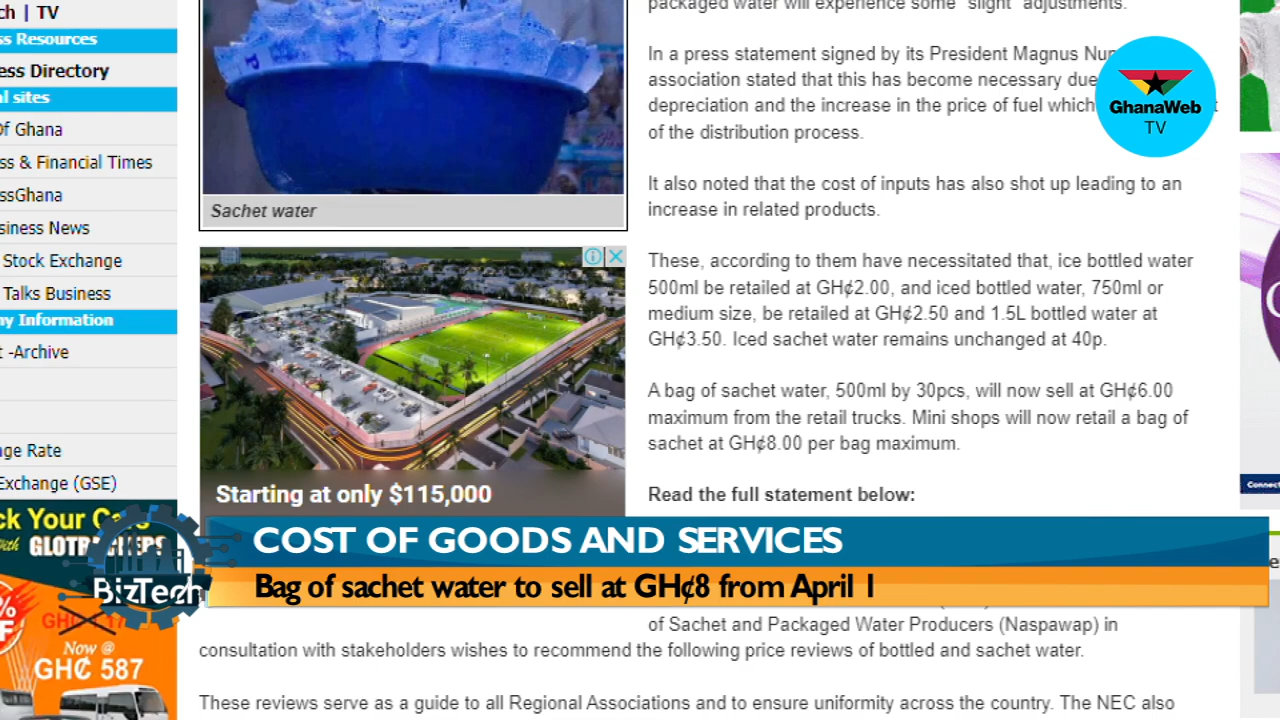 ch | TV
ss Resources
ess Directory
al sites
Of Ghana
ss & Financial Times
ssGhana
siness News
Stock Exchange
Talks Business
ny Information
t -Archive
ge Rate
Exchange (GSE)
ck Your
with GLOTRACKERS
Now @
GH₵ 587
BizTech
Sachet water
Starting at only $115,000
packaged water will experience some "slight" adjustments.
In a press statement signed by its President Magnus
association stated that this has become necessary due
depreciation and the increase in the price of fuel which
of the distribution process.
It also noted that the cost of inputs has also shot up leading to an
increase in related products.
These, according to them have necessitated that, ice bottled water
500ml be retailed at GH¢2.00, and iced bottled water, 750ml or
medium size, be retailed at GH¢2.50 and 1.5L bottled water at
GH¢3.50. Iced sachet water remains unchanged at 40p.
A bag of sachet water, 500ml by 30pcs, will now sell at GH¢6.00
maximum from the retail trucks. Mini shops will now retail a bag of
sachet at GH¢8.00 per bag maximum.
Read the full statement below:
GhanaWeb
TV
Connect
COST OF GOODS AND SERVICES
Bag of sachet water to sell at GH¢8 from April 1
of Sachet and Packaged Water Producers (Naspawap) in
consultation with stakeholders wishes to recommend the following price reviews of bottled and sachet water.
These reviews serve as a guide to all Regional Associations and to ensure uniformity across the country. The NEC also